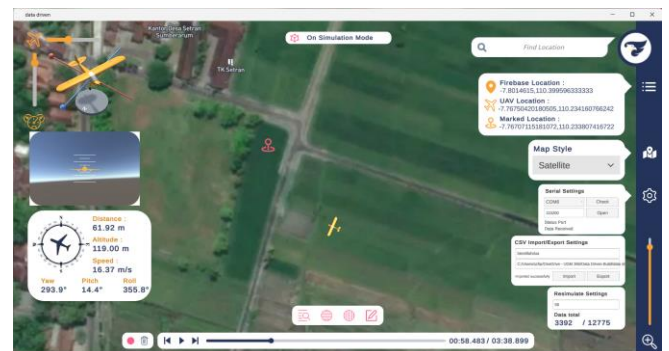 data driven
Kantor Desa Setran
Sumberarum
TK Setran
On Simulation Mode
Find Location
Firebase Location :
-7.8014615,110.399596333333
UAV Location :
-7.76750420180505,110.234160766242
Marked Location :
-7.76707115181072,110.233807416722
Map Style
Satellite
Serial Settings
COM9
Check
Open
Status Port
Data Received
CSV Import/Export Settings
Import
Export
Resimulate Settings
Data total
3392 / 12775
Distance :
61.92 m
Altitude :
119.00 m
Speed :
16.37 m/s
Yaw Pitch Roll
293.9° 14.4° 355.8°
00:58.483/ 03:38.899